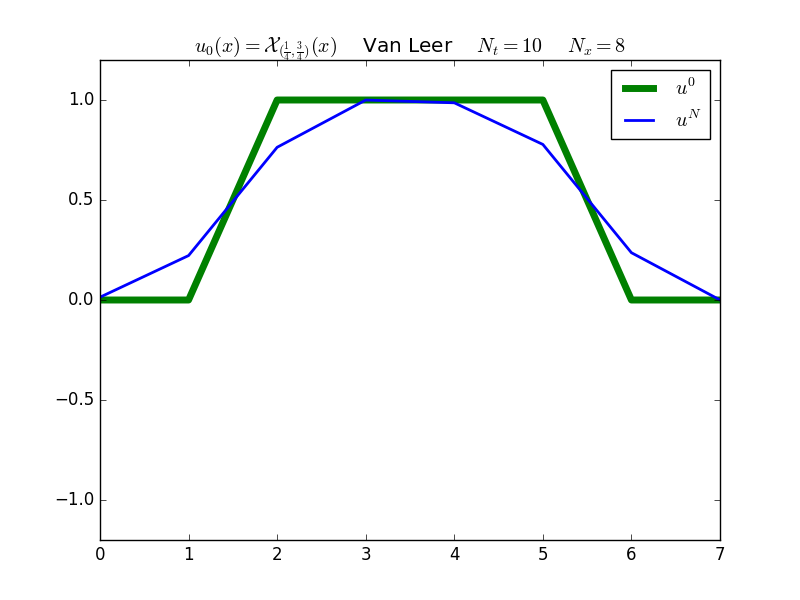 u_0(x) = 𝒳_{(1/4, 3/4)}(x) Van Leer N_t = 10 N_x = 8
u^0
u^N
1.0
0.5
0.0
−0.5
−1.0
0 1 2 3 4 5 6 7